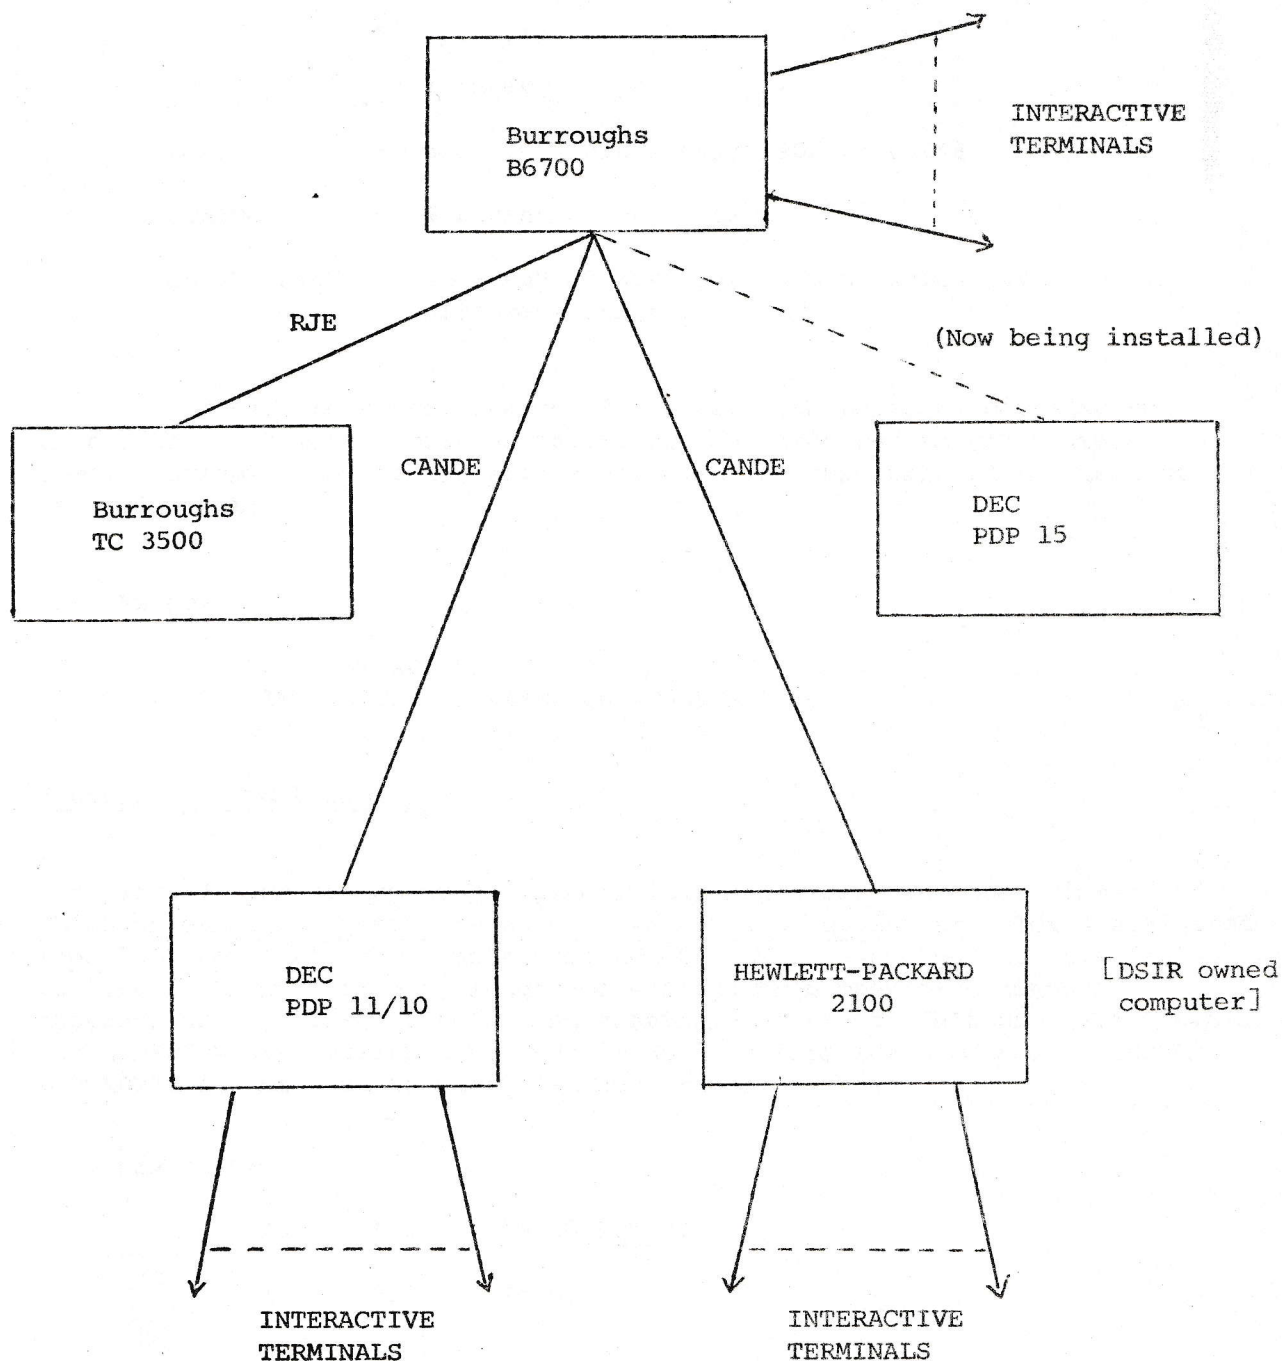 Burroughs
B6700
INTERACTIVE
TERMINALS
RJE
(Now being installed)
CANDE
CANDE
Burroughs
TC 3500
DEC
PDP 15
DEC
PDP 11/10
HEWLETT-PACKARD
2100
[DSIR owned
computer]
INTERACTIVE
TERMINALS
INTERACTIVE
TERMINALS